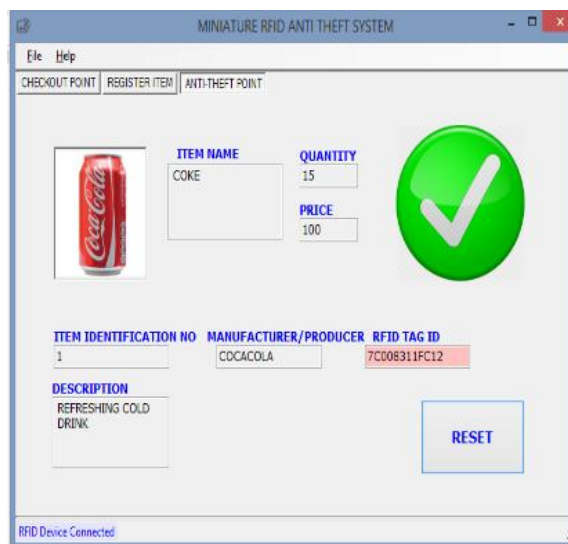 MINIATURE RFID ANTI THEFT SYSTEM
File Help
CHECKOUT POINT REGISTER ITEM ANTI-THEFT POINT
ITEM NAME QUANTITY
COKE 15
PRICE
100
Coca-Cola
ITEM IDENTIFICATION NO MANUFACTURER/PRODUCER RFID TAG ID
1 COCACOLA 7C008311FC12
DESCRIPTION
REFRESHING COLD
DRINK
RESET
RFID Device Connected